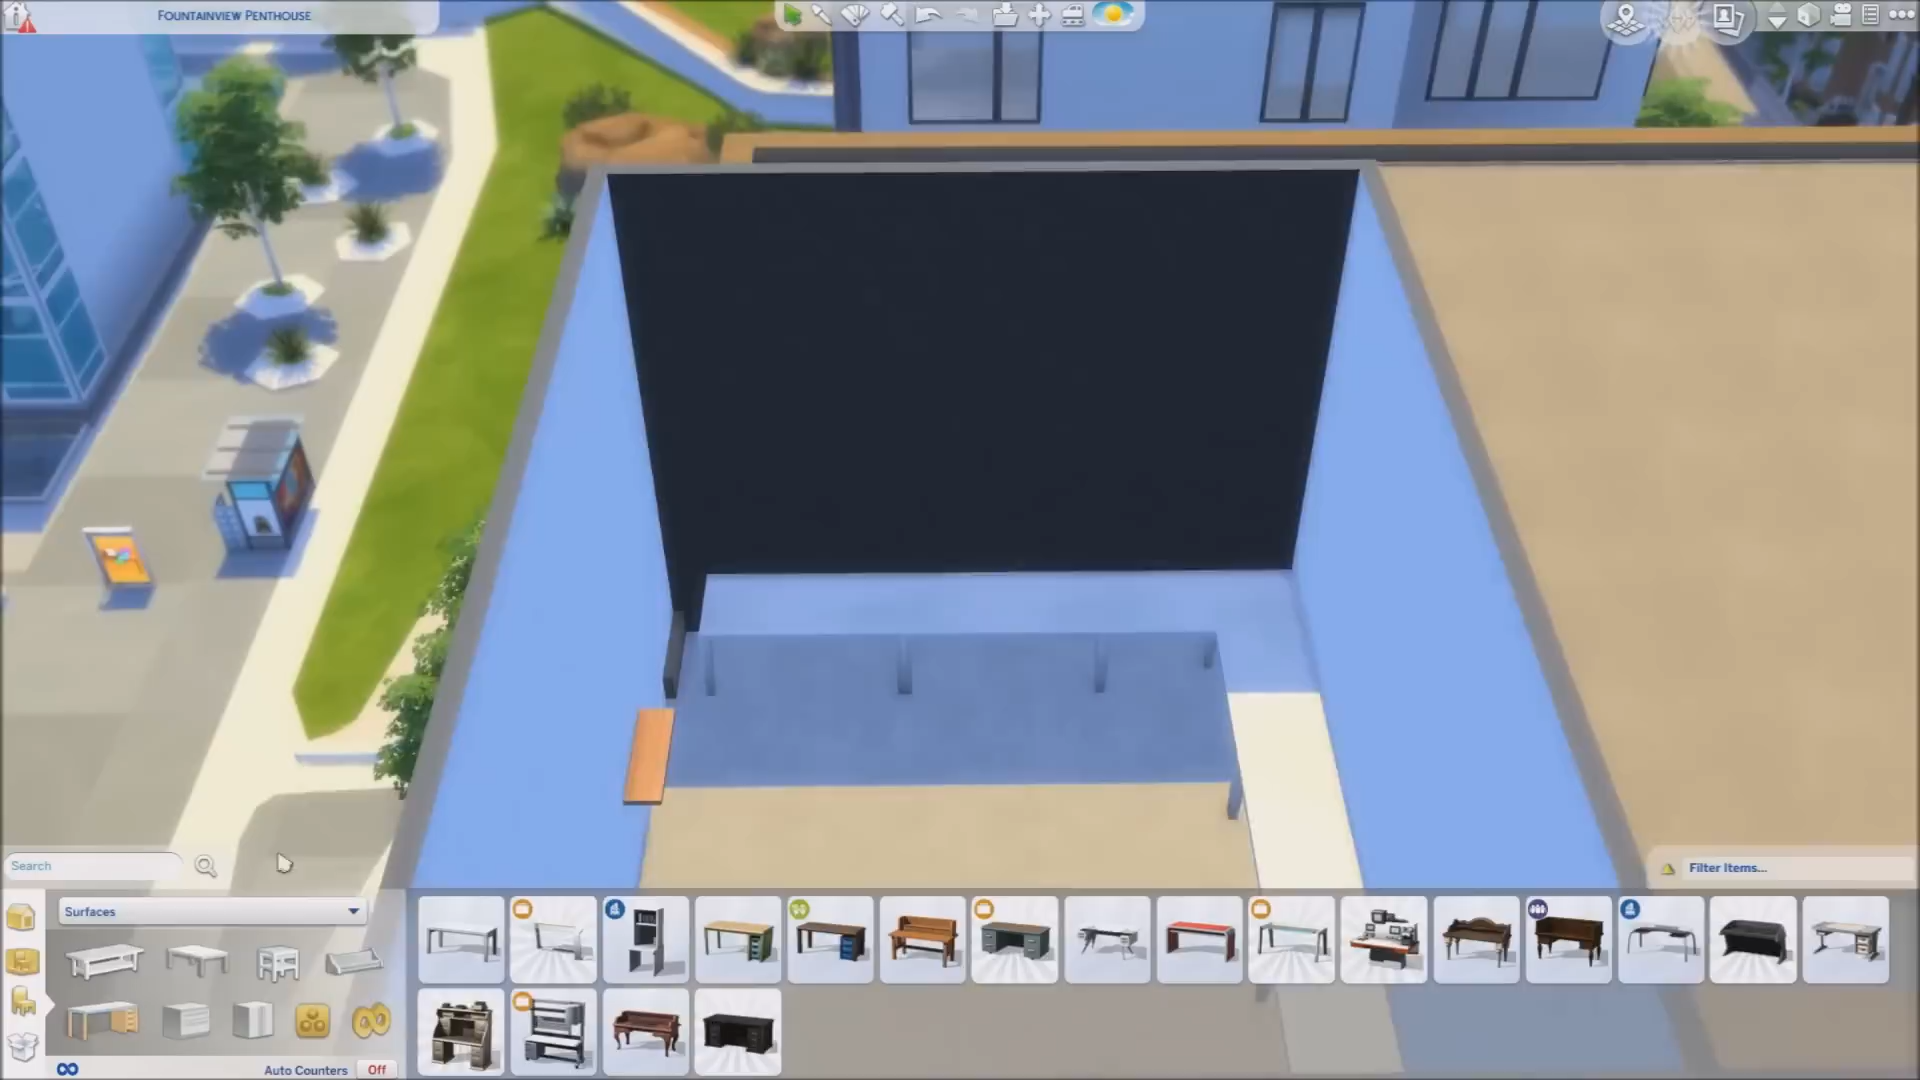 Fountainview Penthouse
Search
Filter Items...
Surfaces
Auto Counters Off